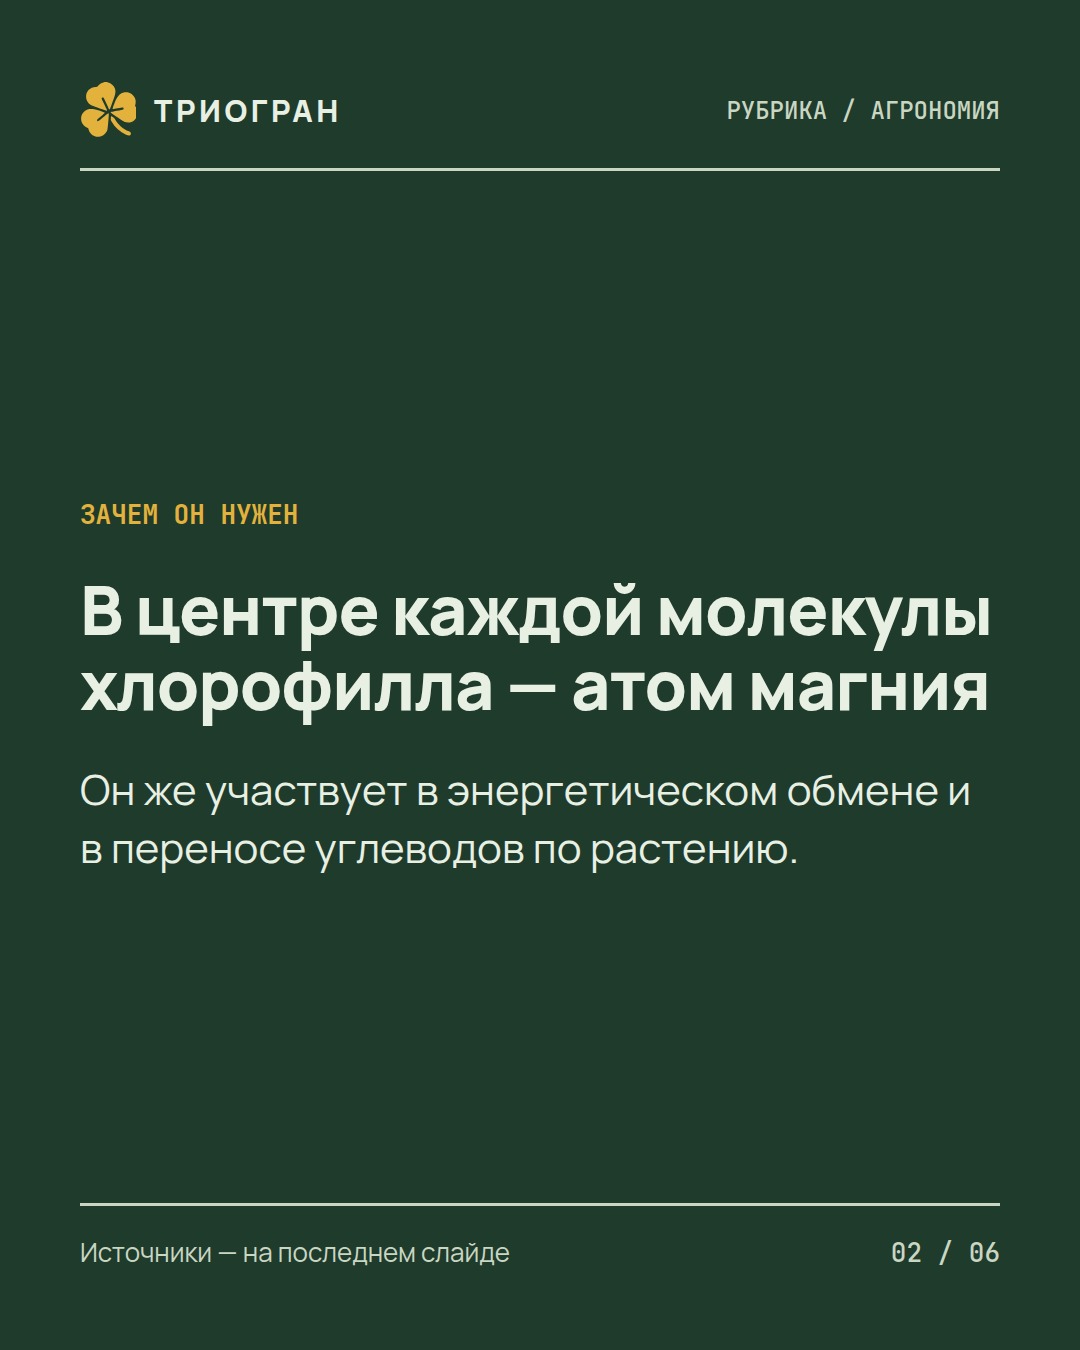 ТРИОГРАН
РУБРИКА / АГРОНОМИЯ
ЗАЧЕМ ОН НУЖЕН
В центре каждой молекулы
хлорофилла — атом магния
Он же участвует в энергетическом обмене и
в переносе углеводов по растению.
Источники — на последнем слайде
02 / 06